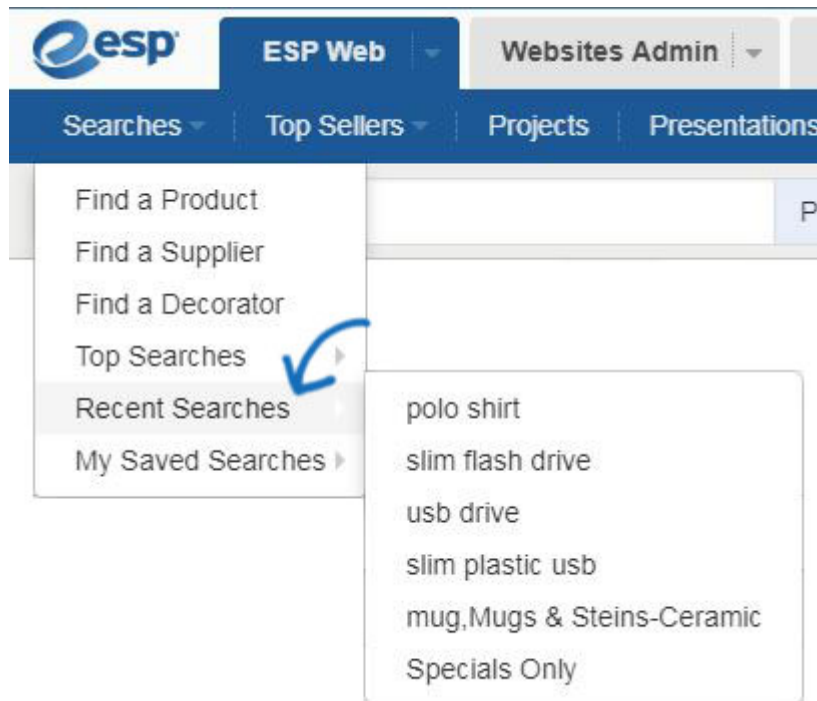 esp
ESP Web
Websites Admin
Searches
Top Sellers
Projects
Presentations
Find a Product
Find a Supplier
Find a Decorator
Top Searches
Recent Searches
My Saved Searches
polo shirt
slim flash drive
usb drive
slim plastic usb
mug,Mugs & Steins-Ceramic
Specials Only